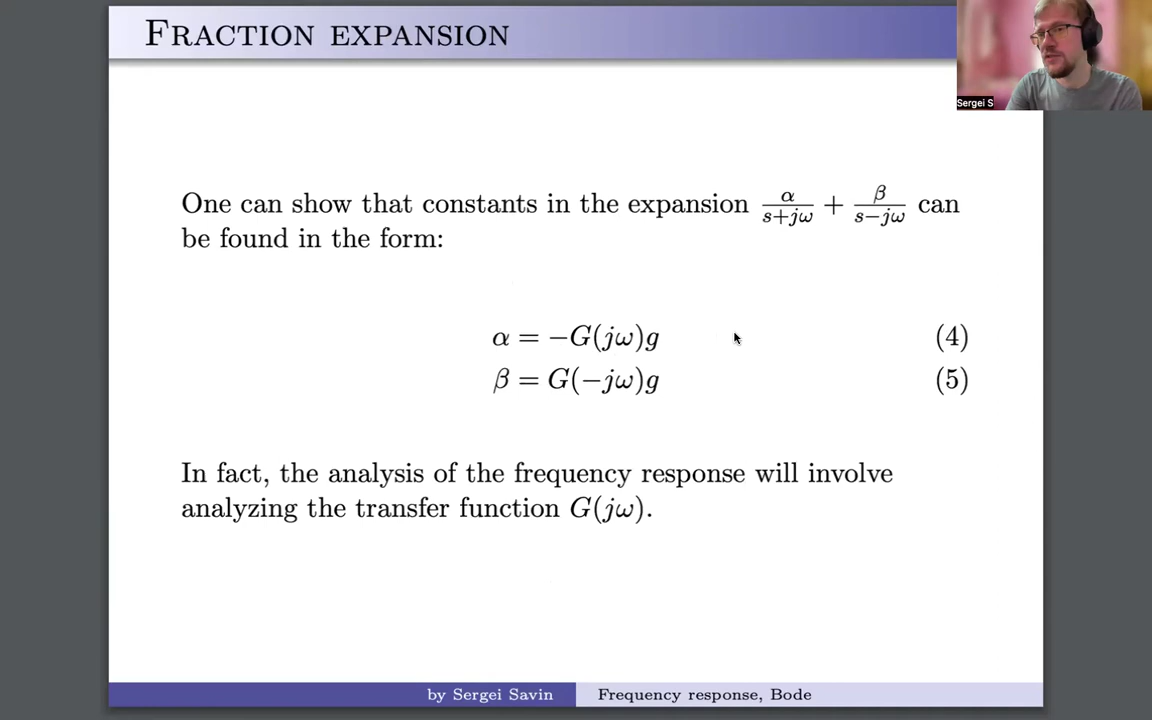 FRACTION EXPANSION
Sergei S
One can show that constants in the expansion α/(s+jω) + β/(s−jω) can
be found in the form:
α = −G(jω)g (4)
β = G(−jω)g (5)
In fact, the analysis of the frequency response will involve
analyzing the transfer function G(jω).
by Sergei Savin Frequency response, Bode